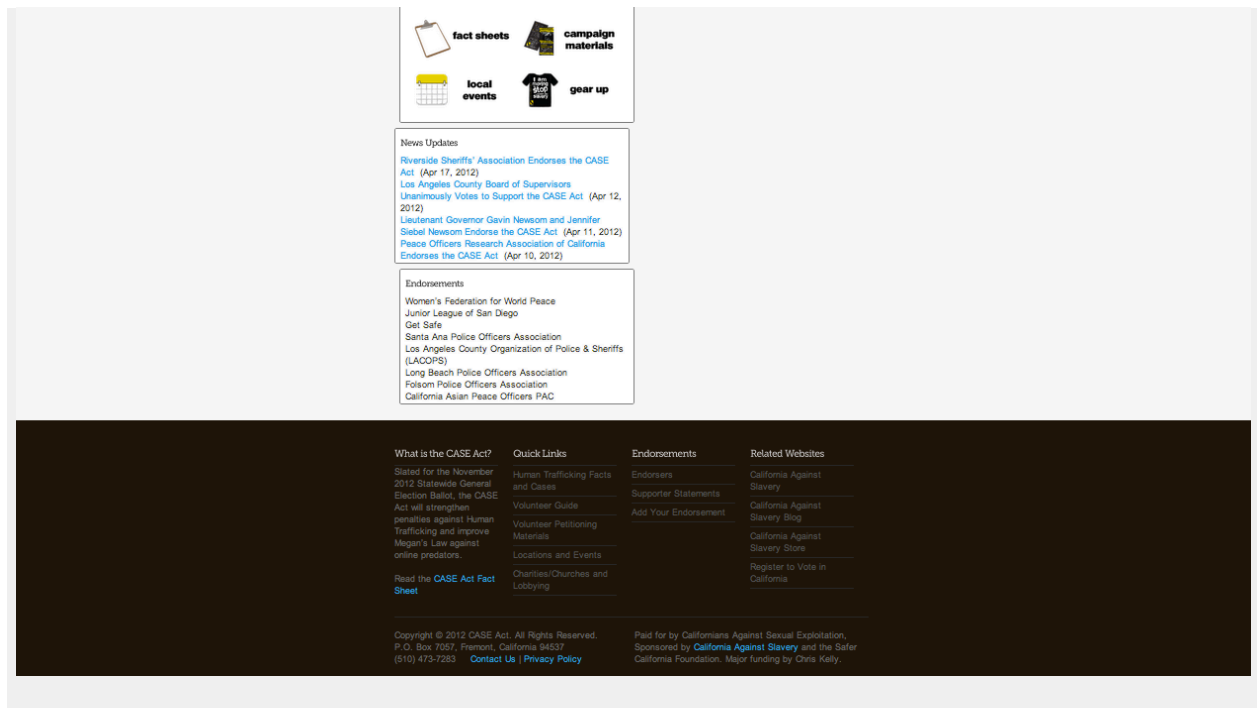 fact sheets
campaign
materials
local
events
gear up
News Updates
Riverside Sheriffs' Association Endorses the CASE
Act (Apr 17, 2012)
Los Angeles County Board of Supervisors
Unanimously Votes to Support the CASE Act (Apr 12,
2012)
Lieutenant Governor Gavin Newsom and Jennifer
Siebel Newsom Endorse the CASE Act (Apr 11, 2012)
Peace Officers Research Association of California
Endorses the CASE Act (Apr 10, 2012)
Endorsements
Women's Federation for World Peace
Junior League of San Diego
Get Safe
Santa Ana Police Officers Association
Los Angeles County Organization of Police & Sheriffs
(LACOPS)
Long Beach Police Officers Association
Folsom Police Officers Association
California Asian Peace Officers PAC
What is the CASE Act?
Slated for the November
2012 Statewide General
Election Ballot, the CASE
Act will strengthen
penalties against Human
Trafficking and improve
Megan's Law against
online predators.
Read the CASE Act Fact
Sheet
Quick Links
Human Trafficking Facts
and Cases
Volunteer Guide
Volunteer Petitioning
Materials
Locations and Events
Charities/Churches and
Lobbying
Endorsements
Endorsers
Supporter Statements
Add Your Endorsement
Related Websites
California Against
Slavery
California Against
Slavery Blog
California Against
Slavery Store
Register to Vote in
California
Copyright © 2012 CASE Act. All Rights Reserved.
P.O. Box 7057, Fremont, California 94537
(510) 473-7283 Contact Us | Privacy Policy
Paid for by Californians Against Sexual Exploitation,
Sponsored by California Against Slavery and the Safer
California Foundation. Major funding by Chris Kelly.